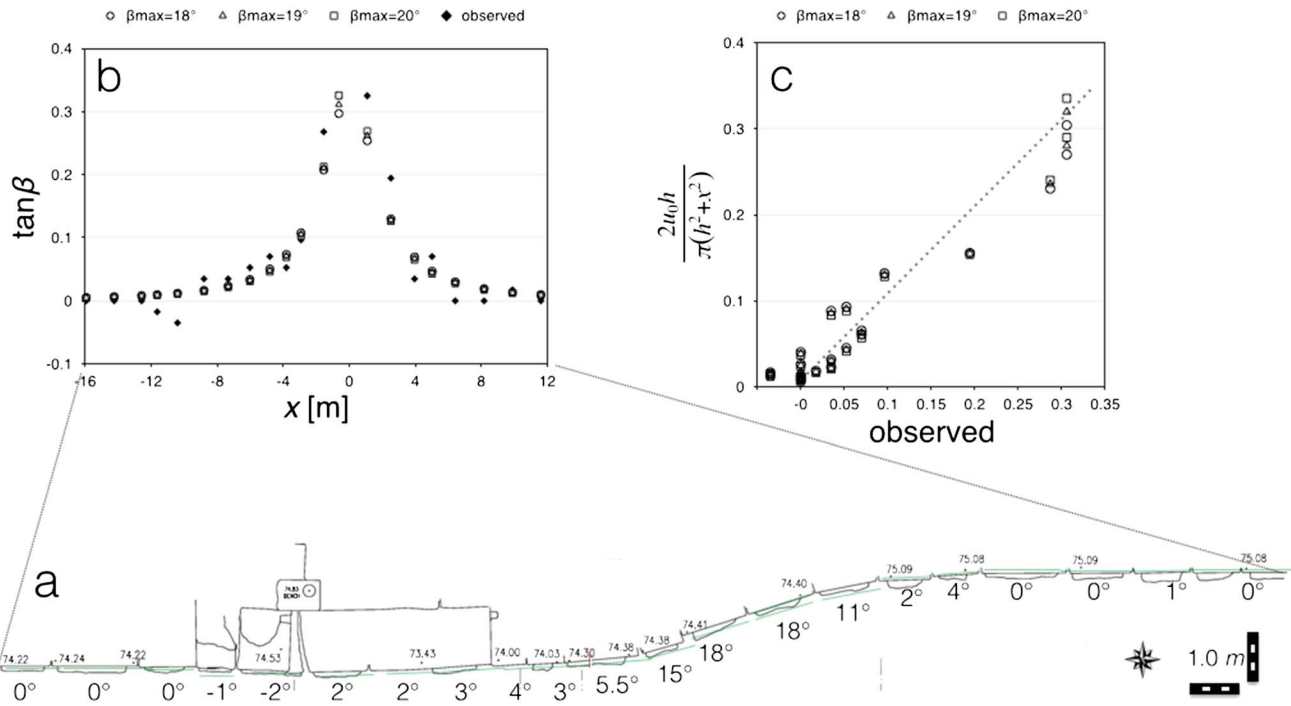 βmax=18° βmax=19° βmax=20° observed
b
0.4
0.3
0.2
0.1
0
-0.1
tanβ
-16 -12 -8 -4 0 4 8 12
x [m]
βmax=18° βmax=19° βmax=20°
c
0.4
0.3
0.2
0.1
0
2u₀h
π(h²+x²)
-0 0.05 0.1 0.15 0.2 0.25 0.3 0.35
observed
a
74.83
BENCH
74.22 74.24 74.22 74.53 73.43 74.00 74.03 74.30 74.38 74.38 74.41 74.40 75.09 75.08 75.09 75.08
0° 0° 0° -1° -2° 2° 2° 3° 4° 3° 5.5° 15° 18° 18° 11° 2° 4° 0° 0° 1° 0°
1.0 m